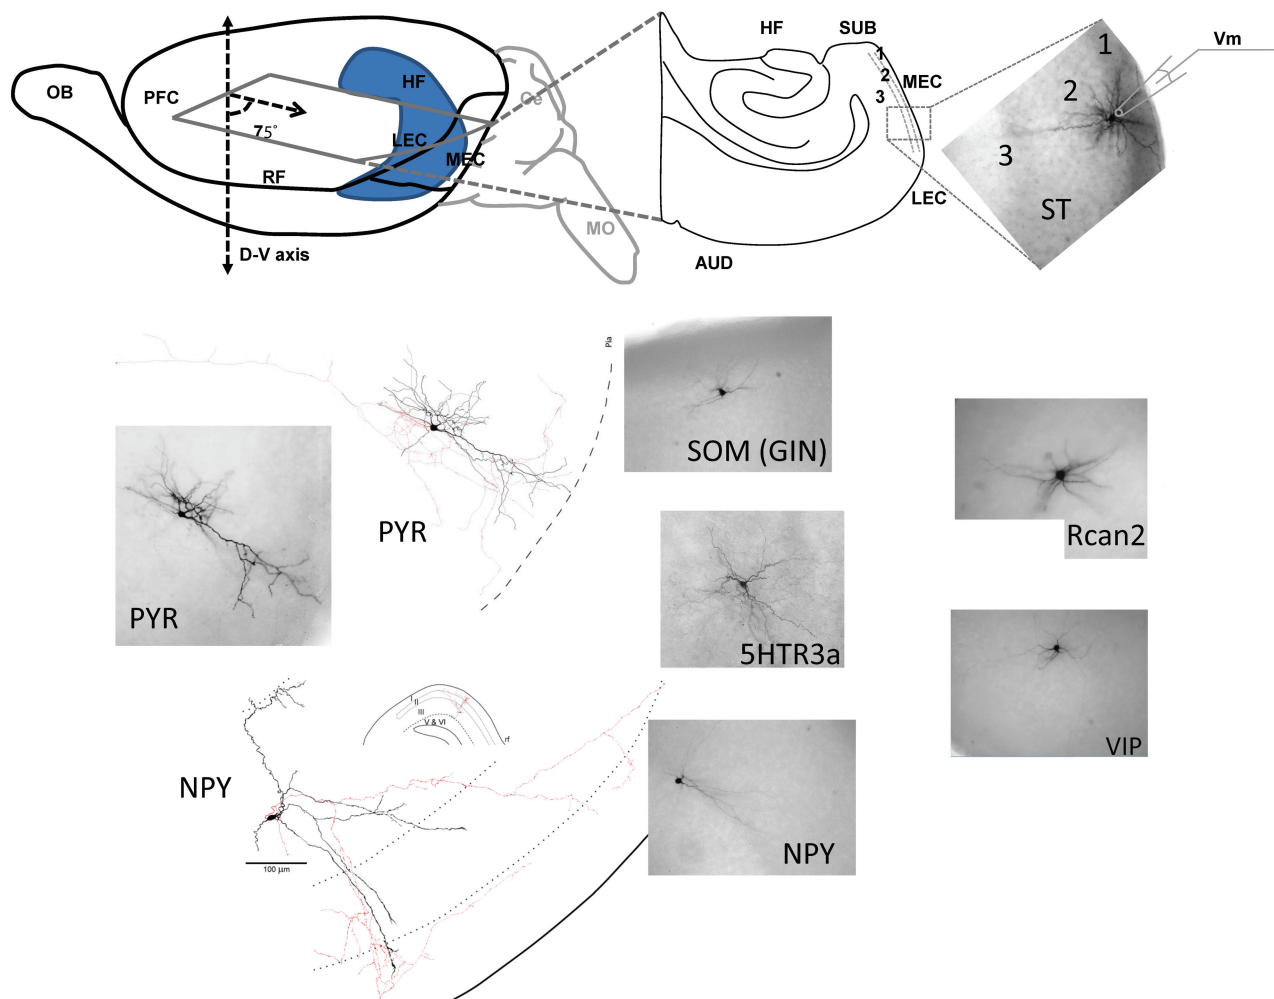 OB
PFC
75°
RF
D-V axis
HF
LEC
MEC
Ce
MO
HF
SUB
1
2
3
MEC
LEC
AUD
1
2
3
ST
Vm
PYR
PYR
Pia
SOM (GIN)
5HTR3a
Rcan2
VIP
NPY
100 µm
I
II
III
V & VI
rf
NPY